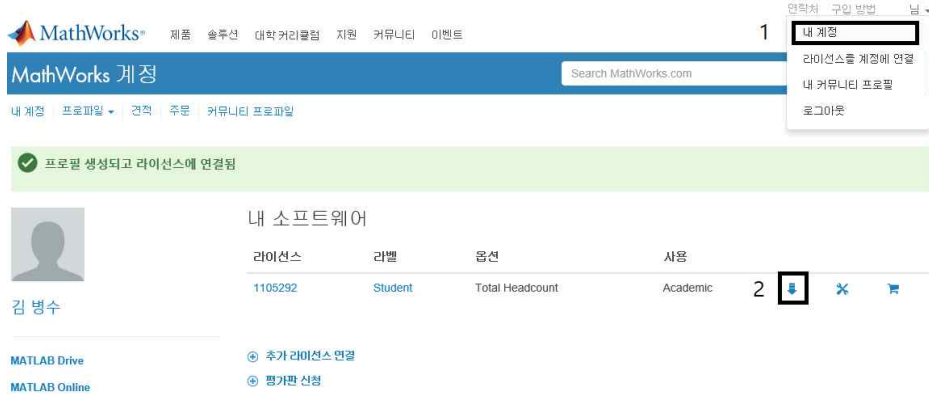 연락처 구입 방법 님
MathWorks® 제품 솔루션 대학 커리큘럼 지원 커뮤니티 이벤트
1 내 계정
라이선스를 계정에 연결
내 커뮤니티 프로필
로그아웃
MathWorks 계정 Search MathWorks.com
내 계정 프로파일 견적 주문 커뮤니티 프로파일
프로필 생성되고 라이선스에 연결됨
내 소프트웨어
라이선스 라벨 옵션 사용
1105292 Student Total Headcount Academic 2
김 병수
MATLAB Drive
MATLAB Online
추가 라이선스 연결
평가판 신청